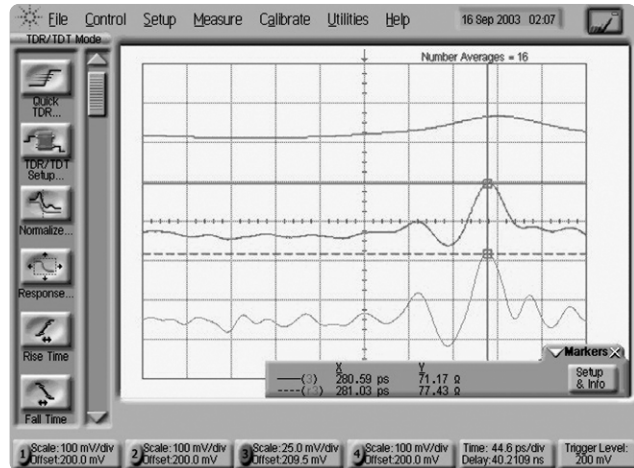 File Control Setup Measure Calibrate Utilities Help 16 Sep 2003 02:07
TDR/TDT Mode
Number Averages = 16
Quick
TDR...
TDR/TDT
Setup...
Normalize...
Response...
Rise Time
Fall Time
Markers X
X Y
(3) 280.59 ps 71.17 Ω
(r3) 281.03 ps 77.43 Ω
Setup
& Info
1 Scale: 100 mV/div Offset:200.0 mV
2 Scale: 100 mV/div Offset:200.0 mV
3 Scale: 25.0 mV/div Offset:209.5 mV
4 Scale: 100 mV/div Offset:200.0 mV
Time: 44.6 ps/div Delay:40.2109 ns
Trigger Level: 200 mV